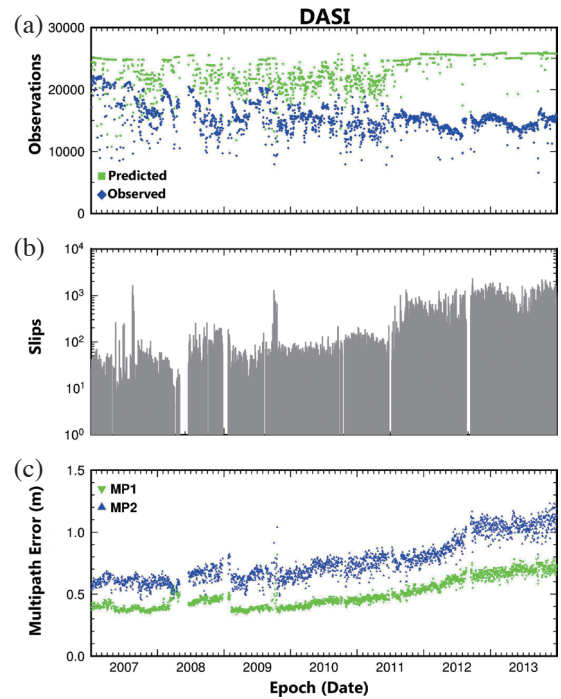 DASI
(a)
30000
20000
10000
0
Observations
Predicted
Observed
(b)
10⁴
10³
10²
10¹
10⁰
Slips
(c)
1.5
1.0
0.5
0.0
Multipath Error (m)
MP1
MP2
2007 2008 2009 2010 2011 2012 2013
Epoch (Date)